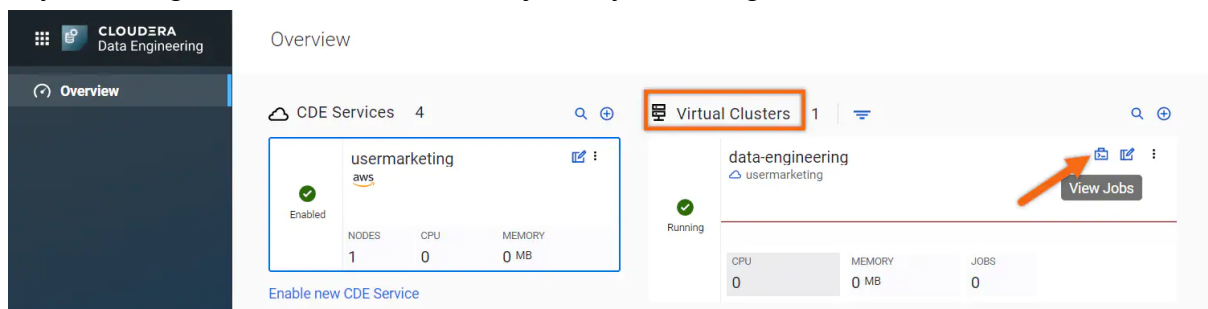 CLOUDERA
Data Engineering
Overview
Overview
CDE Services 4
Virtual Clusters 1
usermarketing
aws
Enabled
NODES CPU MEMORY
1 0 0 MB
Enable new CDE Service
data-engineering
usermarketing
View Jobs
Running
CPU MEMORY JOBS
0 0 MB 0